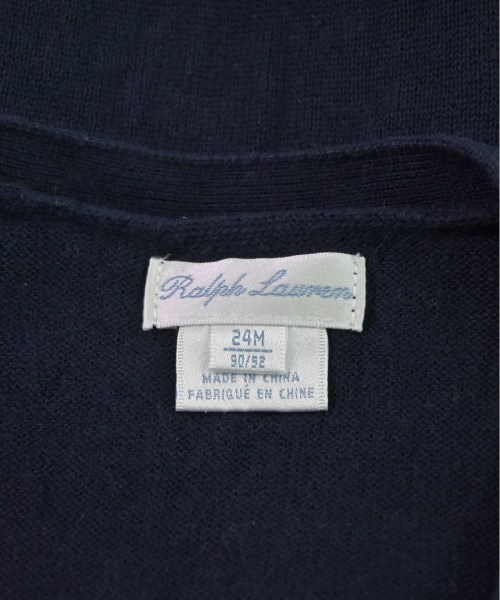 Ralph Lauren
24M
90/52
MADE IN CHINA
FABRIQUÉ EN CHINE